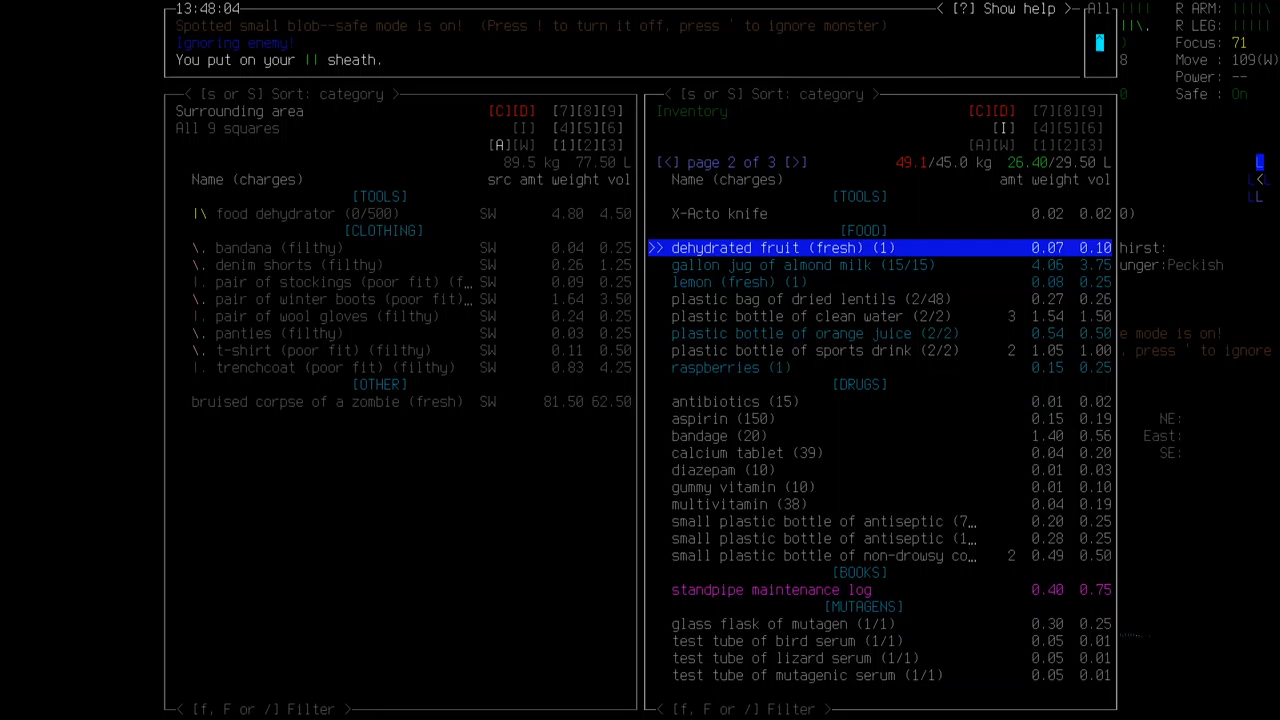 13:48:04
< [?] Show help >
All
R ARM:
Spotted small blob--safe mode is on! (Press ! to turn it off, press ' to ignore monster)
R LEG:
Ignoring enemy!
Focus: 71
You put on your || sheath.
8 Move : 109(W)
Power: --
0 Safe : On
< [s or S] Sort: category >
Surrounding area [C][D] [7][8][9]
All 9 squares [I] [4][5][6]
[A][W] [1][2][3]
89.5 kg 77.50 L
Name (charges) src amt weight vol
[TOOLS]
|\ food dehydrator (0/500) SW 4.80 4.50
[CLOTHING]
\. bandana (filthy) SW 0.04 0.25
\. denim shorts (filthy) SW 0.26 1.25
|. pair of stockings (poor fit) (f… SW 0.09 0.25
\. pair of winter boots (poor fit)… SW 1.64 3.50
|. pair of wool gloves (filthy) SW 0.24 0.25
\. panties (filthy) SW 0.03 0.25
\. t-shirt (poor fit) (filthy) SW 0.11 0.50
|. trenchcoat (poor fit) (filthy) SW 0.83 4.25
[OTHER]
bruised corpse of a zombie (fresh) SW 81.50 62.50
< [f, F or /] Filter >
< [s or S] Sort: category >
Inventory [C][D] [7][8][9]
[I] [4][5][6]
[A][W] [1][2][3]
[<] page 2 of 3 [>] 49.1/45.0 kg 26.40/29.50 L
Name (charges) amt weight vol
[TOOLS]
X-Acto knife 0.02 0.02
[FOOD]
>> dehydrated fruit (fresh) (1) 0.07 0.10
gallon jug of almond milk (15/15) 4.06 3.75
lemon (fresh) (1) 0.08 0.25
plastic bag of dried lentils (2/48) 0.27 0.26
plastic bottle of clean water (2/2) 3 1.54 1.50
plastic bottle of orange juice (2/2) 0.54 0.50
plastic bottle of sports drink (2/2) 2 1.05 1.00
raspberries (1) 0.15 0.25
[DRUGS]
antibiotics (15) 0.01 0.02
aspirin (150) 0.15 0.19
bandage (20) 1.40 0.56
calcium tablet (39) 0.04 0.20
diazepam (10) 0.01 0.03
gummy vitamin (10) 0.01 0.10
multivitamin (38) 0.04 0.19
small plastic bottle of antiseptic (7… 0.20 0.25
small plastic bottle of antiseptic (1… 0.28 0.25
small plastic bottle of non-drowsy co… 2 0.49 0.50
[BOOKS]
standpipe maintenance log 0.40 0.75
[MUTAGENS]
glass flask of mutagen (1/1) 0.30 0.25
test tube of bird serum (1/1) 0.05 0.01
test tube of lizard serum (1/1) 0.05 0.01
test tube of mutagenic serum (1/1) 0.05 0.01
< [f, F or /] Filter >
L
<L
LL
0)
hirst:
unger:Peckish
e mode is on!
, press ' to ignore
NE:
East:
SE: